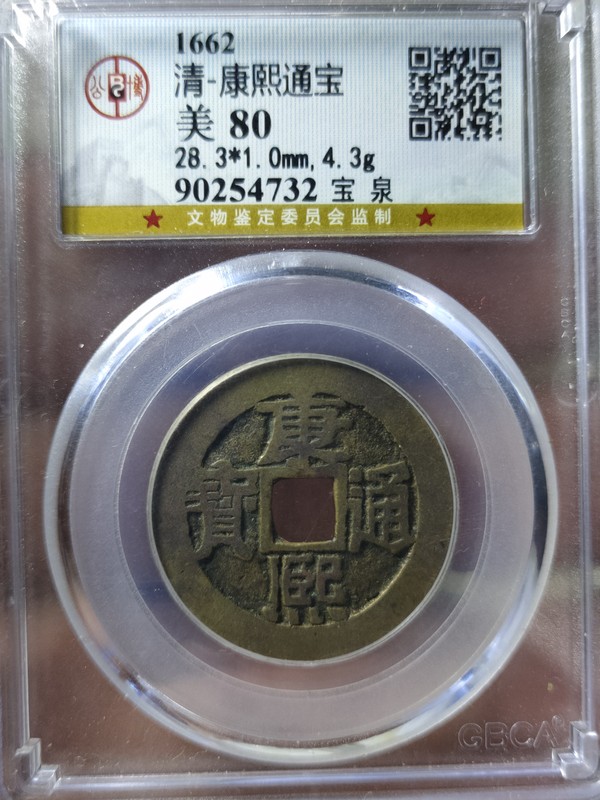 1662
清-康熙通宝
美 80
28.3*1.0mm,4.3g
90254732 宝 泉
文物鉴定委员会监制
康
寶 通
熙
GBCA